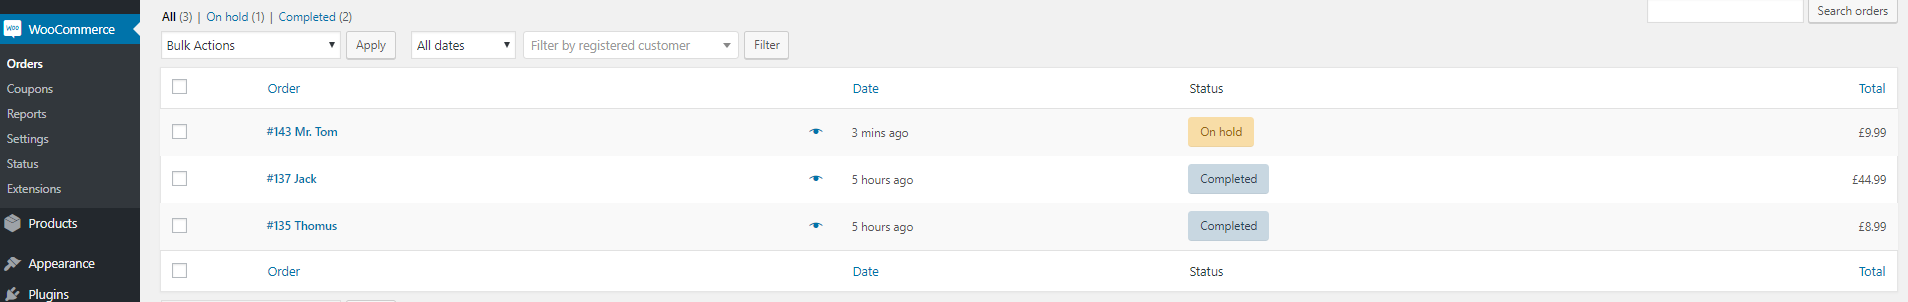 All (3) | On hold (1) | Completed (2)
Search orders
WooCommerce
Bulk Actions Apply All dates Filter by registered customer Filter
Orders
Coupons
Reports
Settings
Status
Extensions
Products
Appearance
Plugins
Order Date Status Total
#143 Mr. Tom 3 mins ago On hold £9.99
#137 Jack 5 hours ago Completed £44.99
#135 Thomus 5 hours ago Completed £8.99
Order Date Status Total